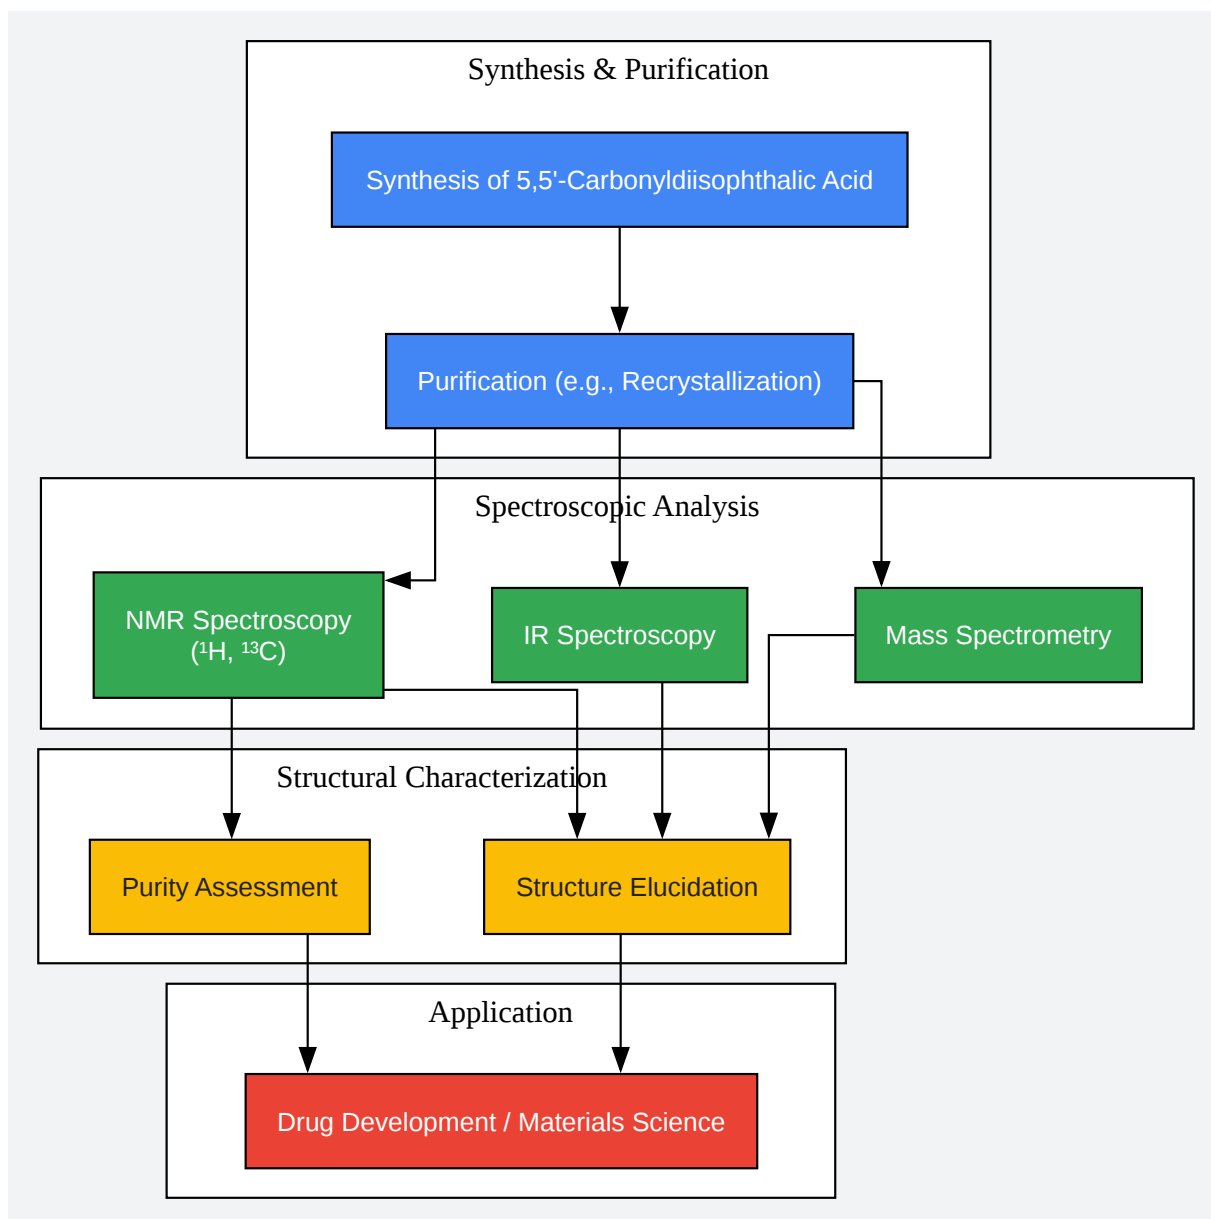 Synthesis & Purification
Synthesis of 5,5'-Carbonyldiisophthalic Acid
Purification (e.g., Recrystallization)
Spectroscopic Analysis
NMR Spectroscopy
(¹H, ¹³C)
IR Spectroscopy
Mass Spectrometry
Structural Characterization
Purity Assessment
Structure Elucidation
Application
Drug Development / Materials Science